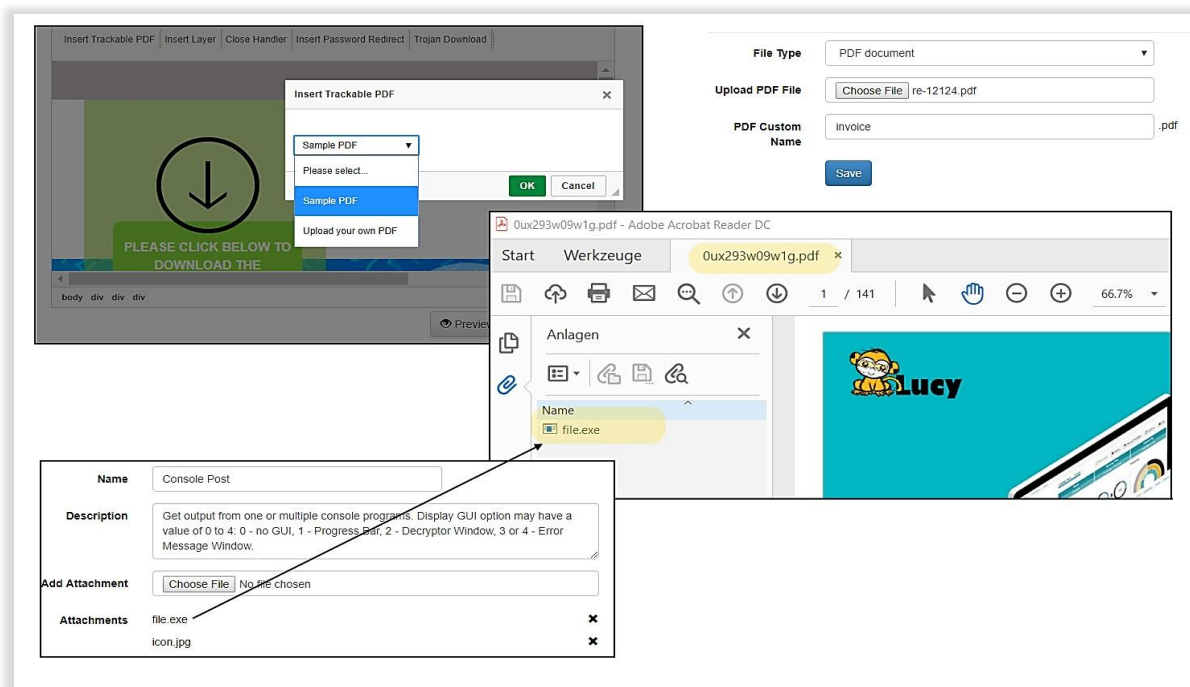 Insert Trackable PDF Insert Layer Close Handler Insert Password Redirect Trojan Download
Insert Trackable PDF
Sample PDF
Please select...
Sample PDF
Upload your own PDF
OK Cancel
PLEASE CLICK BELOW TO
DOWNLOAD THE
body div div div
Preview
File Type PDF document
Upload PDF File Choose File re-12124.pdf
PDF Custom Name invoice .pdf
Save
0ux293w09w1g.pdf - Adobe Acrobat Reader DC
Start Werkzeuge 0ux293w09w1g.pdf ×
1 / 141 66.7%
Anlagen
Name
file.exe
Lucy
Name Console Post
Description Get output from one or multiple console programs. Display GUI option may have a
value of 0 to 4: 0 - no GUI, 1 - Progress Bar, 2 - Decryptor Window, 3 or 4 - Error
Message Window.
Add Attachment Choose File No file chosen
Attachments file.exe
icon.jpg